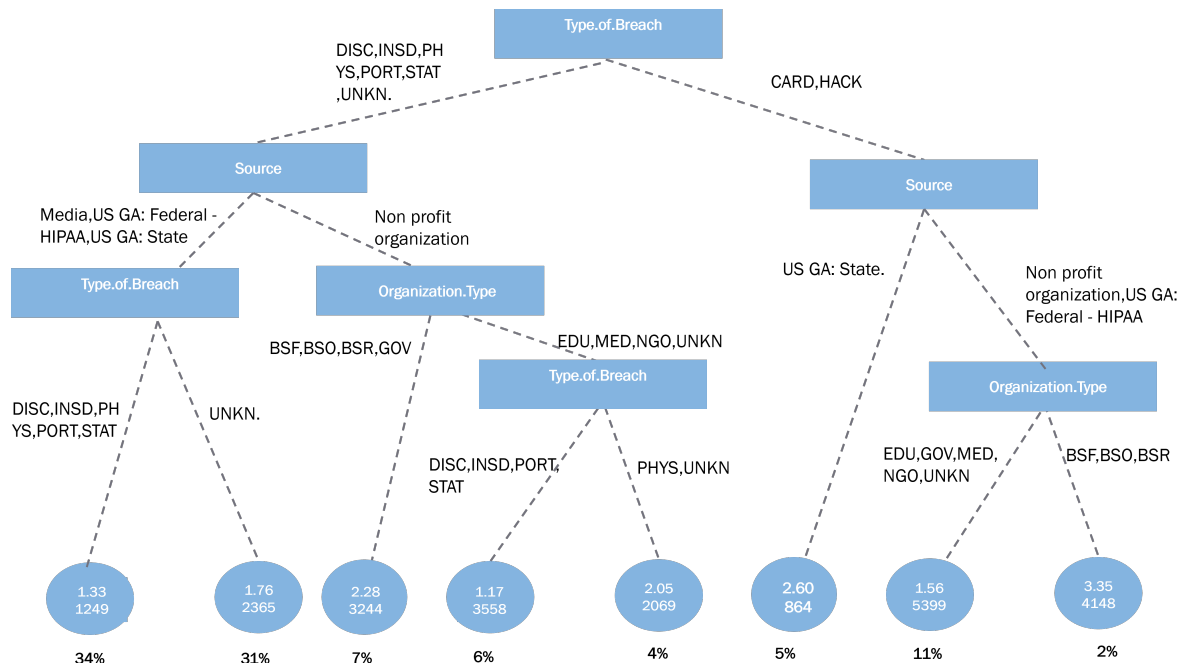 Type.of.Breach
DISC,INSD,PH
YS,PORT,STAT
,UNKN.
CARD,HACK
Source
Source
Media,US GA: Federal -
HIPAA,US GA: State
Non profit
organization
US GA: State.
Non profit
organization,US GA:
Federal - HIPAA
Type.of.Breach
Organization.Type
BSF,BSO,BSR,GOV
EDU,MED,NGO,UNKN
Type.of.Breach
Organization.Type
DISC,INSD,PH
YS,PORT,STAT
UNKN.
DISC,INSD,PORT,
STAT
PHYS,UNKN
EDU,GOV,MED,
NGO,UNKN
BSF,BSO,BSR
1.33
1249
1.76
2365
2.28
3244
1.17
3558
2.05
2069
2.60
864
1.56
5399
3.35
4148
34%
31%
7%
6%
4%
5%
11%
2%